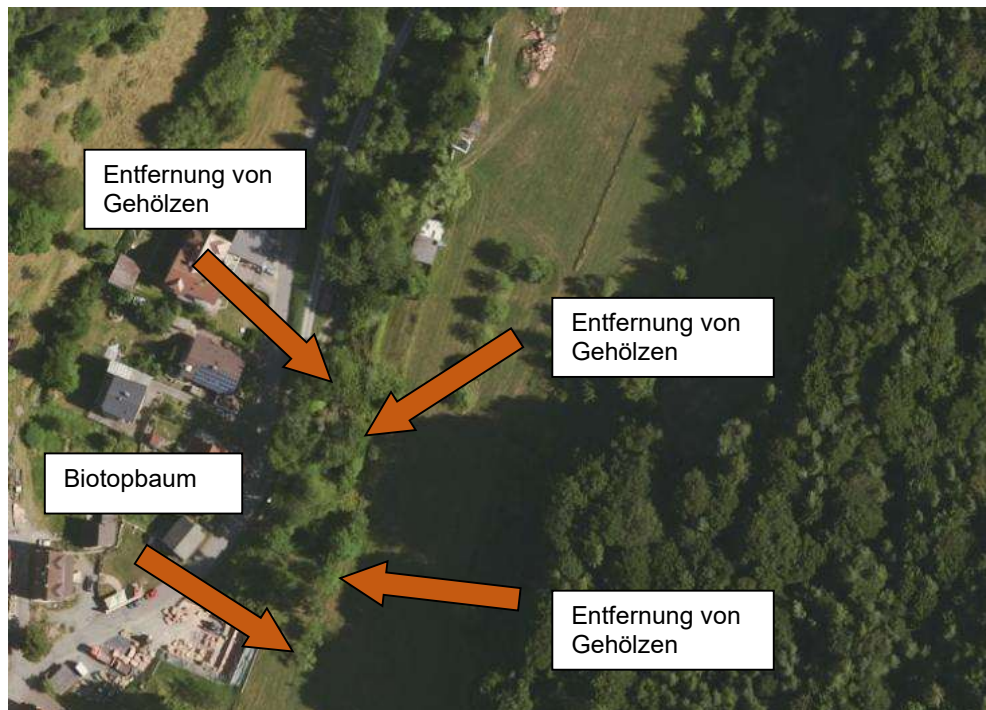 Entfernung von
Gehölzen
Entfernung von
Gehölzen
Biotopbaum
Entfernung von
Gehölzen